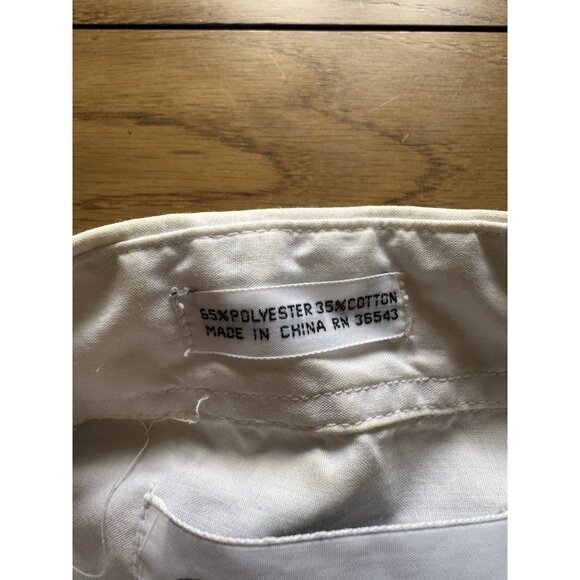 65%POLYESTER 35%COTTON
MADE IN CHINA RN 36543